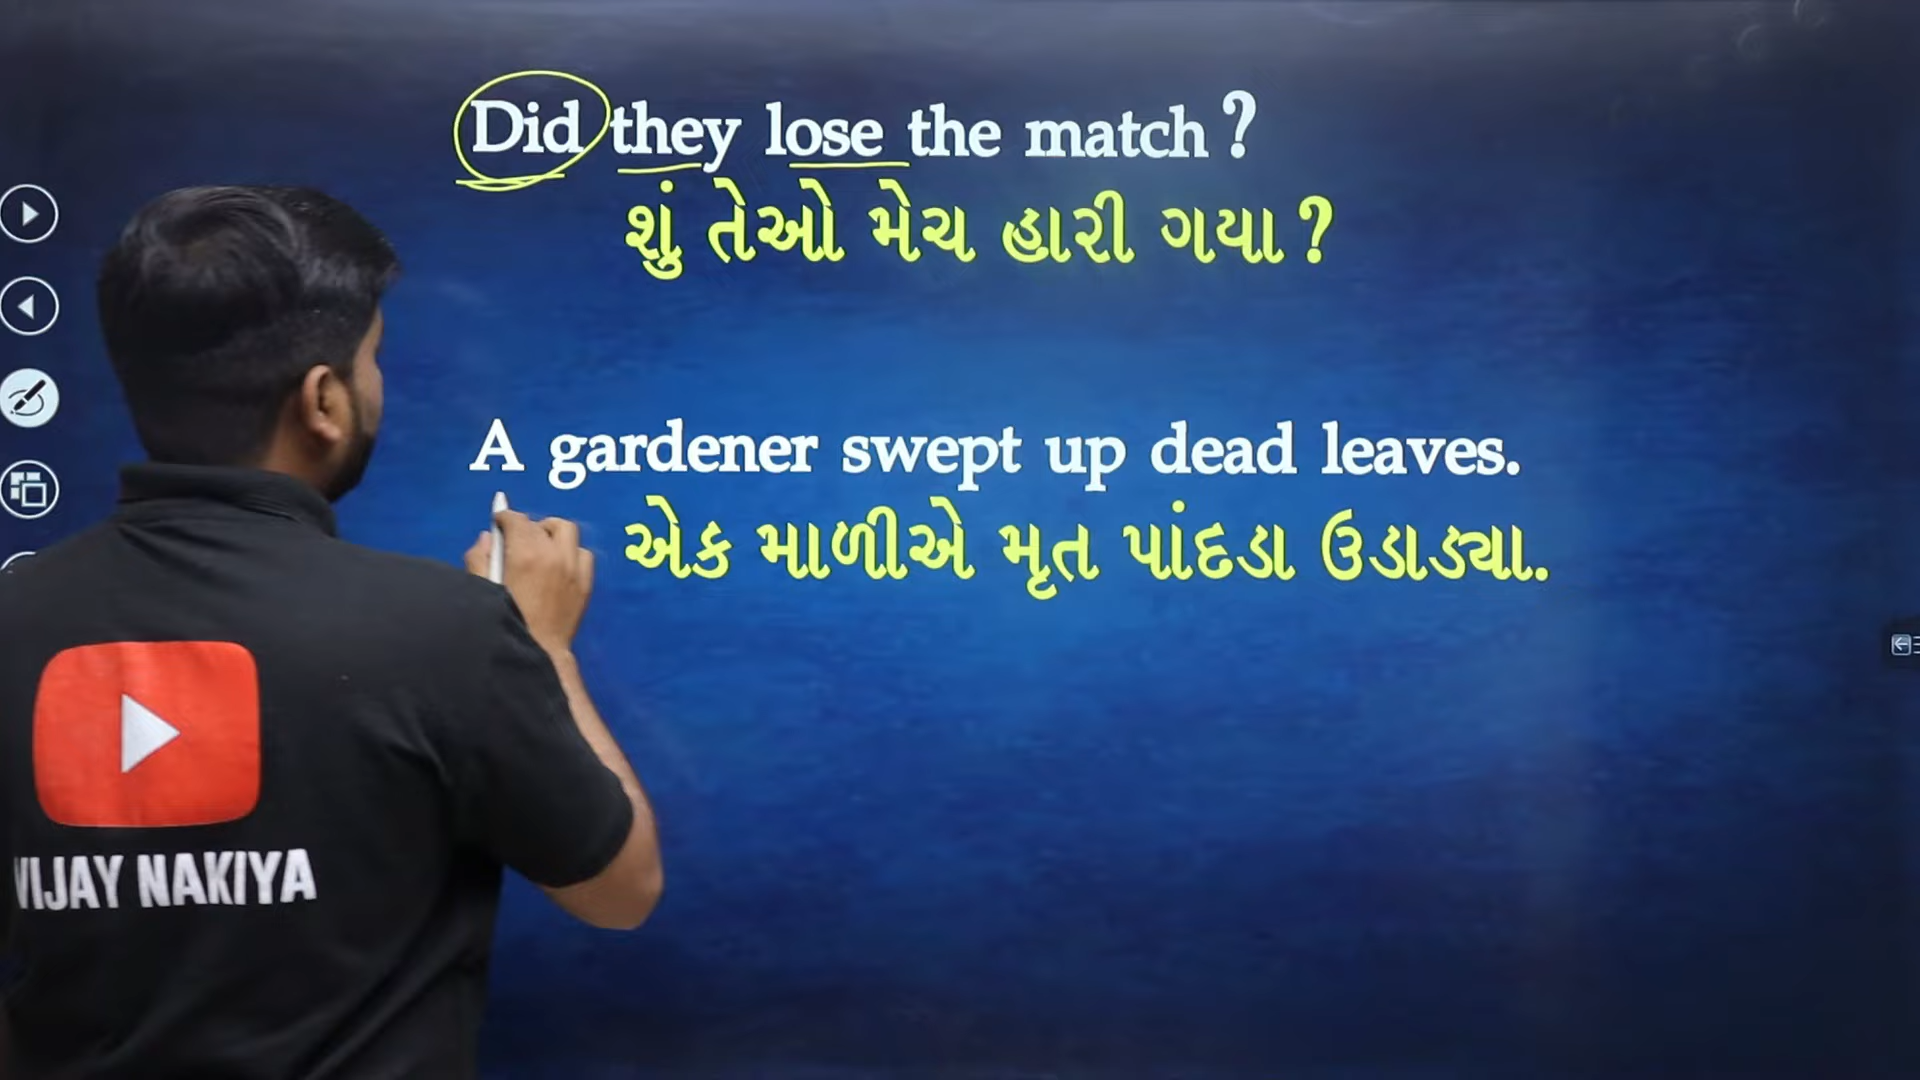 Did they lose the match?
શું તેઓ મેચ હારી ગયા?
A gardener swept up dead leaves.
એક માળીએ મૃત પાંદડા ઉડાડ્યા.
VIJAY NAKIYA